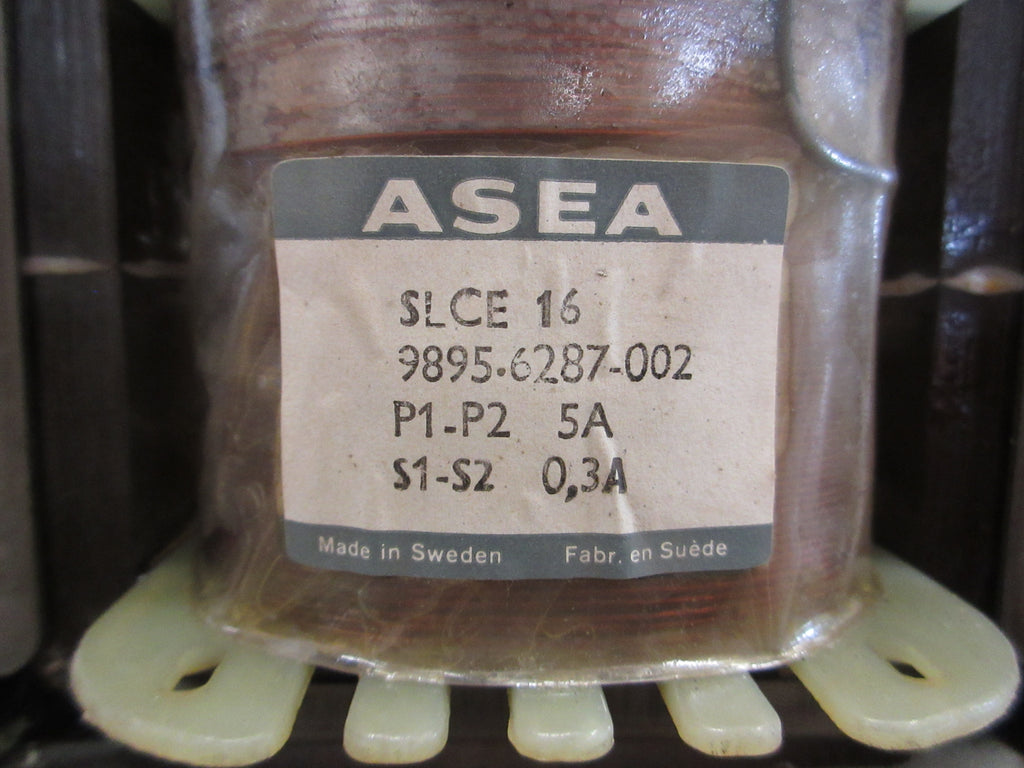 ASEA
SLCE 16
9895.6287-002
P1-P2 5A
S1-S2 0,3A
Made in Sweden Fabr. en Suède